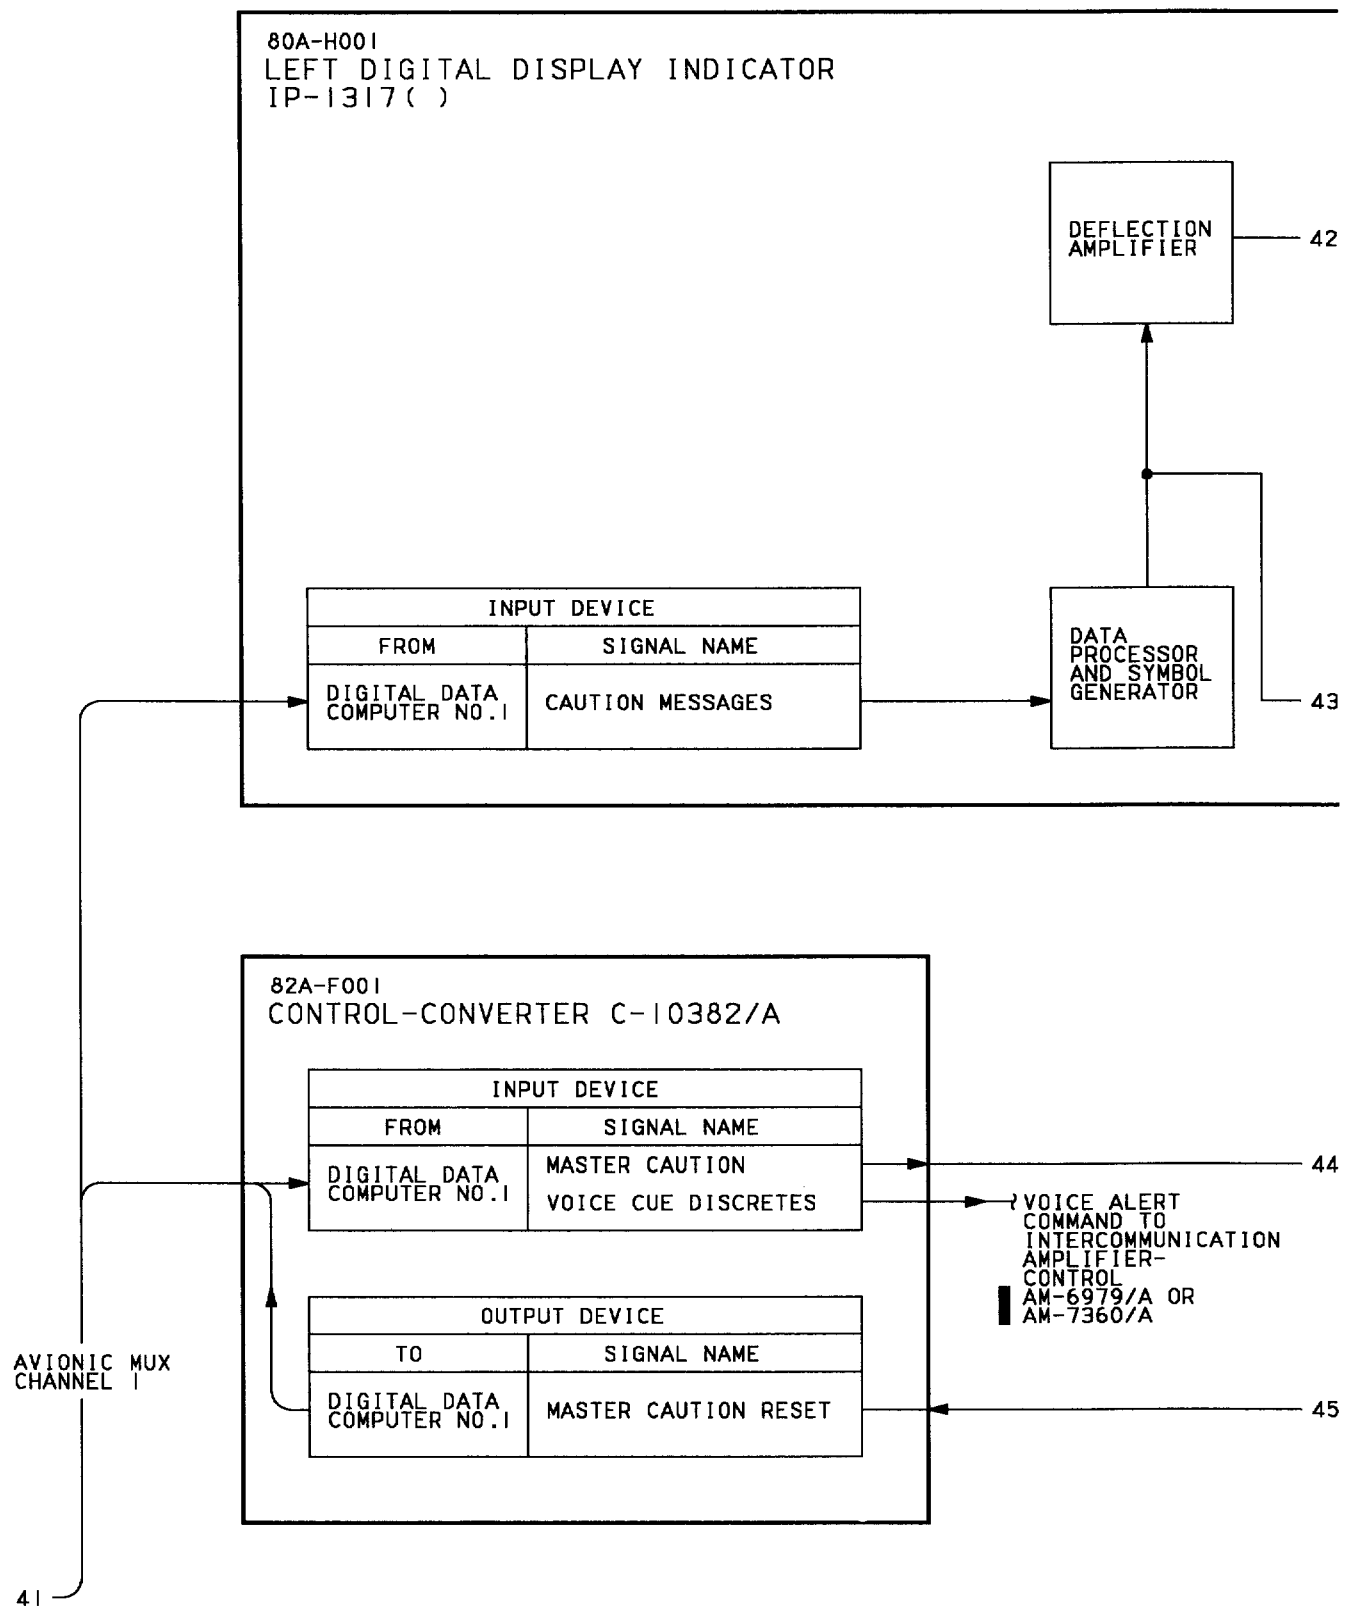 80A-H001
LEFT DIGITAL DISPLAY INDICATOR
IP-1317( )
DEFLECTION
AMPLIFIER
42
INPUT DEVICE
FROM
SIGNAL NAME
DIGITAL DATA
COMPUTER NO.1
CAUTION MESSAGES
DATA
PROCESSOR
AND SYMBOL
GENERATOR
43
82A-F001
CONTROL-CONVERTER C-10382/A
INPUT DEVICE
FROM
SIGNAL NAME
DIGITAL DATA
COMPUTER NO.1
MASTER CAUTION
VOICE CUE DISCRETES
44
VOICE ALERT
COMMAND TO
INTERCOMMUNICATION
AMPLIFIER-
CONTROL
AM-6979/A OR
AM-7360/A
OUTPUT DEVICE
TO
SIGNAL NAME
DIGITAL DATA
COMPUTER NO.1
MASTER CAUTION RESET
45
AVIONIC MUX
CHANNEL 1
41